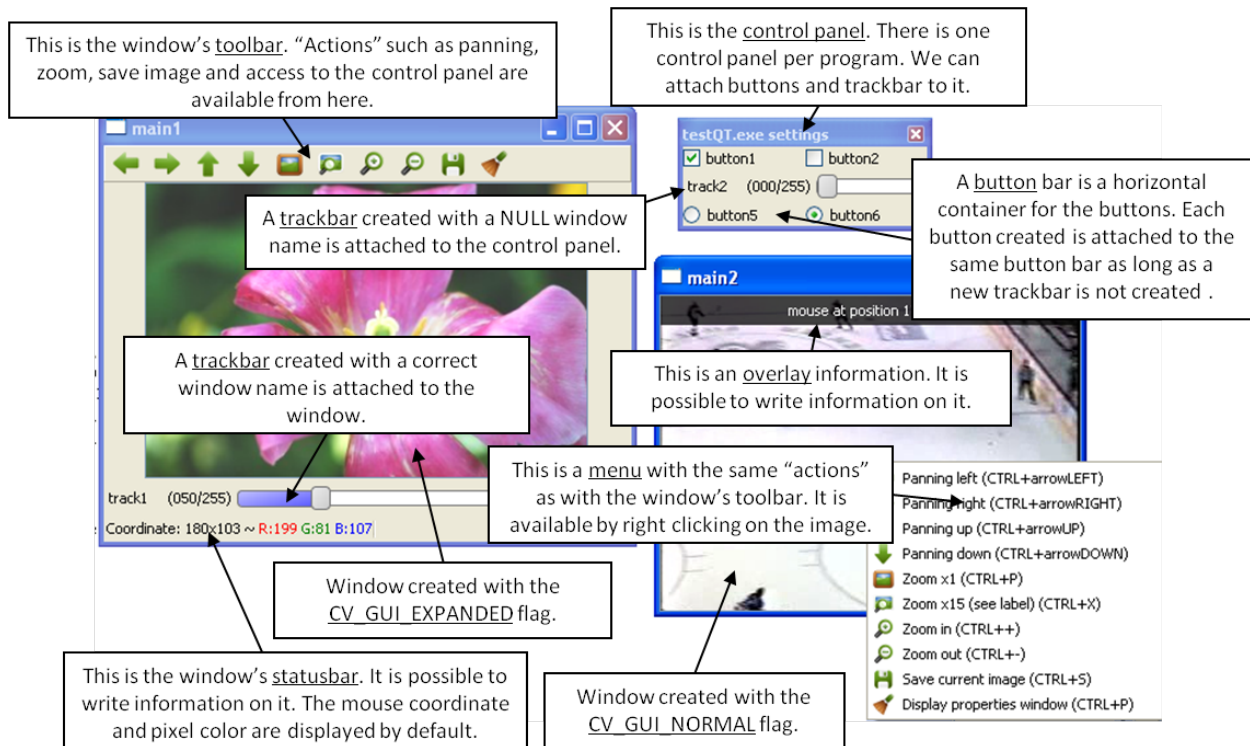 This is the window’s toolbar. “Actions” such as panning,
zoom, save image and access to the control panel are
available from here.
This is the control panel. There is one
control panel per program. We can
attach buttons and trackbar to it.
main1
testQT.exe settings
button1
button2
track2 (000/255)
button5
button6
A button bar is a horizontal
container for the buttons. Each
button created is attached to the
same button bar as long as a
new trackbar is not created .
A trackbar created with a NULL window
name is attached to the control panel.
main2
mouse at position 1
A trackbar created with a correct
window name is attached to the
window.
This is an overlay information. It is
possible to write information on it.
This is a menu with the same “actions”
as with the window’s toolbar. It is
available by right clicking on the image.
track1 (050/255)
Coordinate: 180x103 ~ R:199 G:81 B:107
Panning left (CTRL+arrowLEFT)
Panning right (CTRL+arrowRIGHT)
Panning up (CTRL+arrowUP)
Panning down (CTRL+arrowDOWN)
Zoom x1 (CTRL+P)
Zoom x15 (see label) (CTRL+X)
Zoom in (CTRL++)
Zoom out (CTRL+-)
Save current image (CTRL+S)
Display properties window (CTRL+P)
Window created with the
CV_GUI_EXPANDED flag.
This is the window’s statusbar. It is possible to
write information on it. The mouse coordinate
and pixel color are displayed by default.
Window created with the
CV_GUI_NORMAL flag.